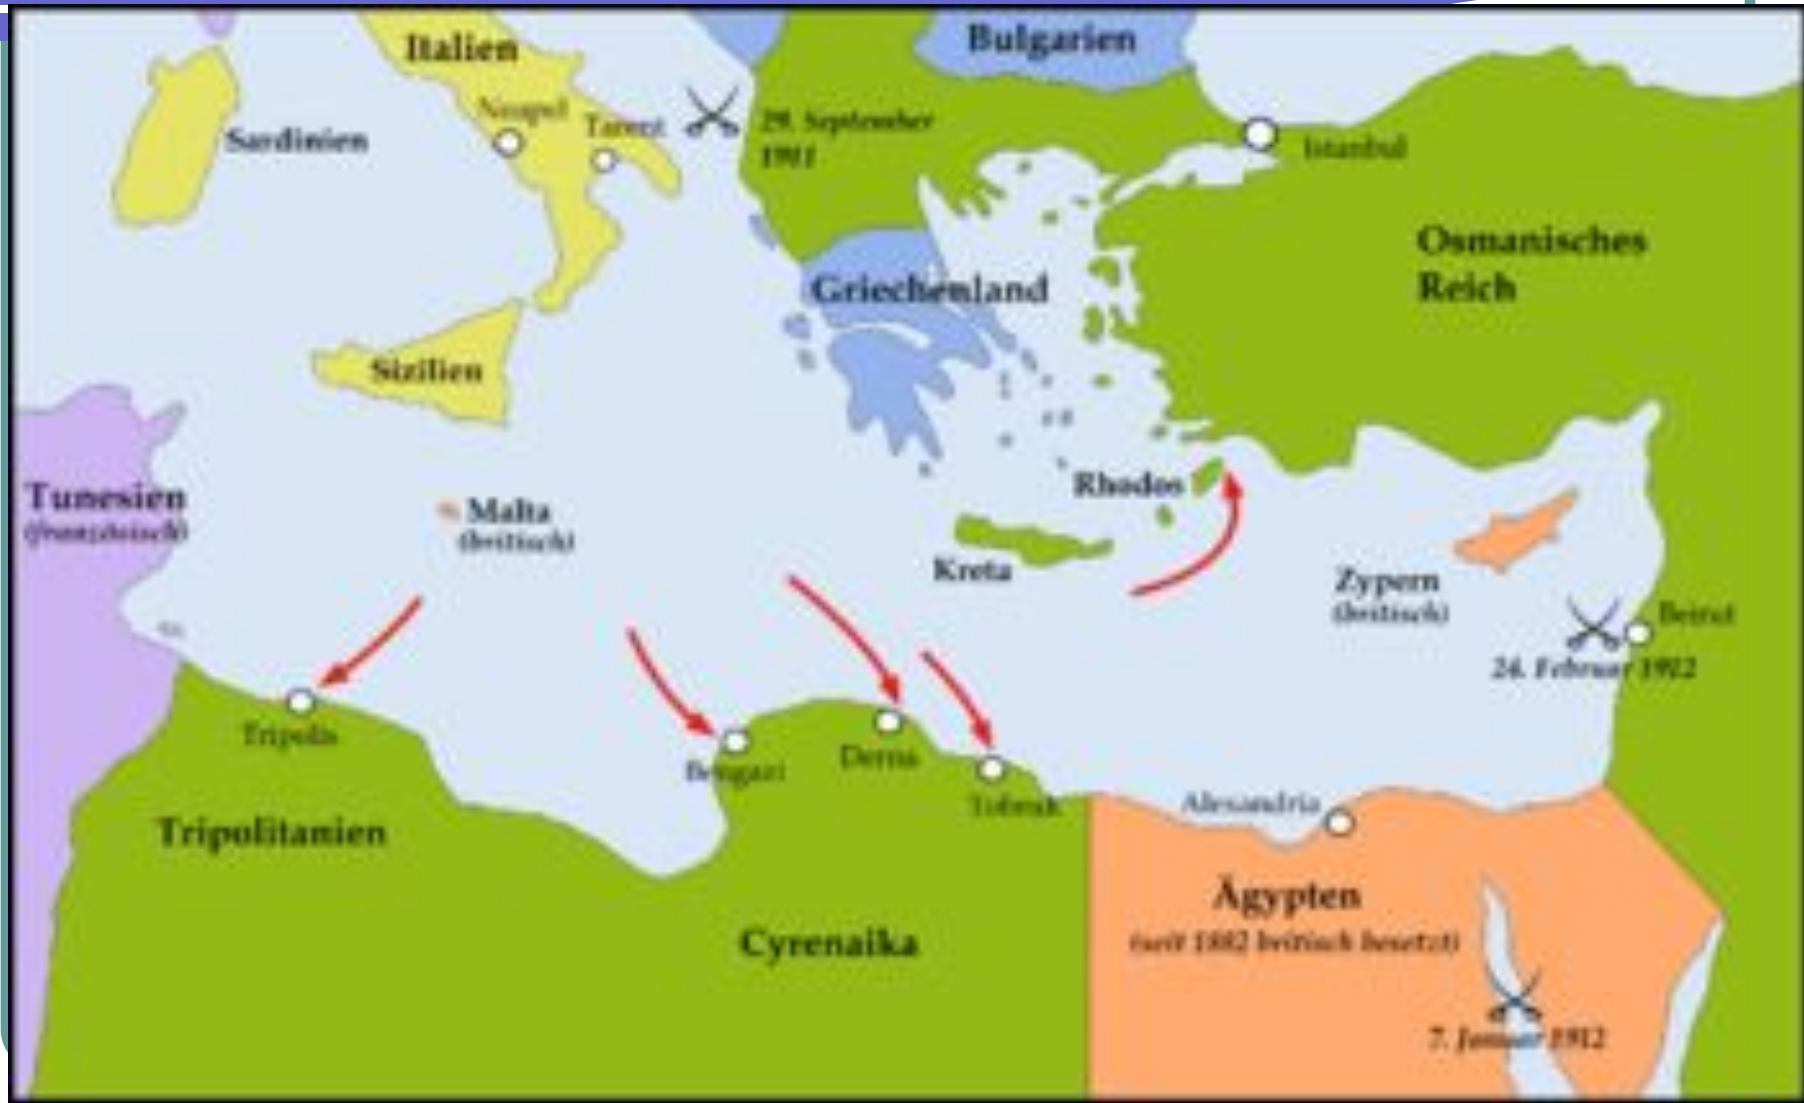 Italien
Bulgarien
Neapel
Tarent
29. September
1911
Sardinien
Istanbul
Osmanisches
Reich
Griechenland
Sizilien
Tunesien
(französisch)
Malta
(britisch)
Rhodos
Kreta
Zypern
(britisch)
Beirut
24. Februar 1912
Tripolis
Bengazi
Derna
Tobruk
Alexandria
Tripolitanien
Ägypten
(seit 1882 britisch besetzt)
Cyrenaika
7. Januar 1912